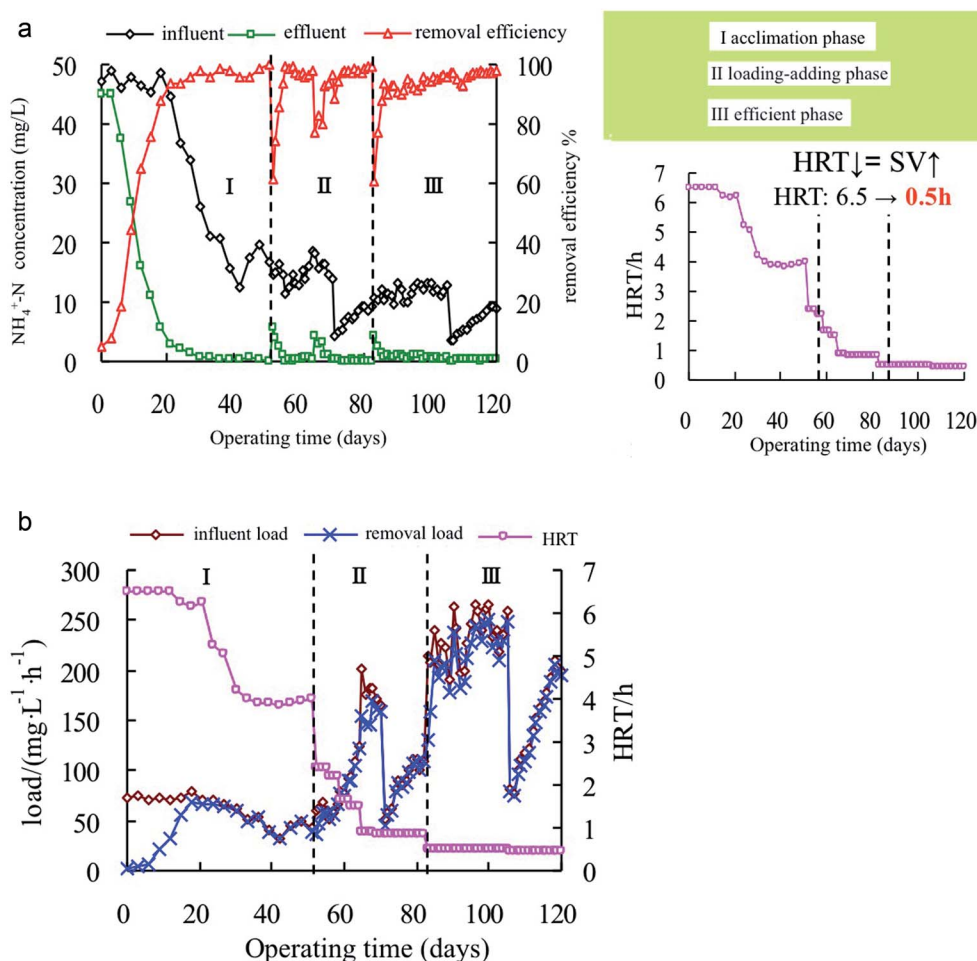 a
influent effluent removal efficiency
50 100
40 80
30 60
20 40
10 20
0 0
NH₄⁺-N concentration (mg/L)
removal efficiency %
I II III
0 20 40 60 80 100 120
Operating time (days)
I acclimation phase
II loading-adding phase
III efficient phase
HRT↓= SV↑
HRT: 6.5 → 0.5h
7
6
5
4
3
2
1
0
HRT/h
0 20 40 60 80 100 120
Operating time (days)
b
influent load removal load HRT
300 7
250 6
200 5
150 4
100 3
50 2
0 1
0
load/(mg·L⁻¹·h⁻¹)
HRT/h
I II III
0 20 40 60 80 100 120
Operating time (days)